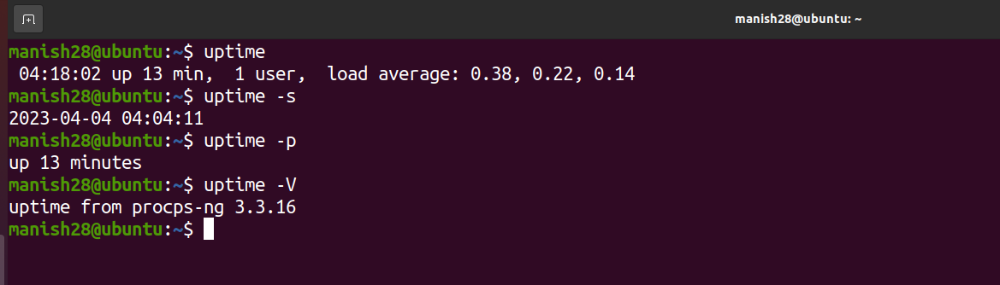 manish28@ubuntu: ~
manish28@ubuntu:~$ uptime
 04:18:02 up 13 min,  1 user,  load average: 0.38, 0.22, 0.14
manish28@ubuntu:~$ uptime -s
2023-04-04 04:04:11
manish28@ubuntu:~$ uptime -p
up 13 minutes
manish28@ubuntu:~$ uptime -V
uptime from procps-ng 3.3.16
manish28@ubuntu:~$